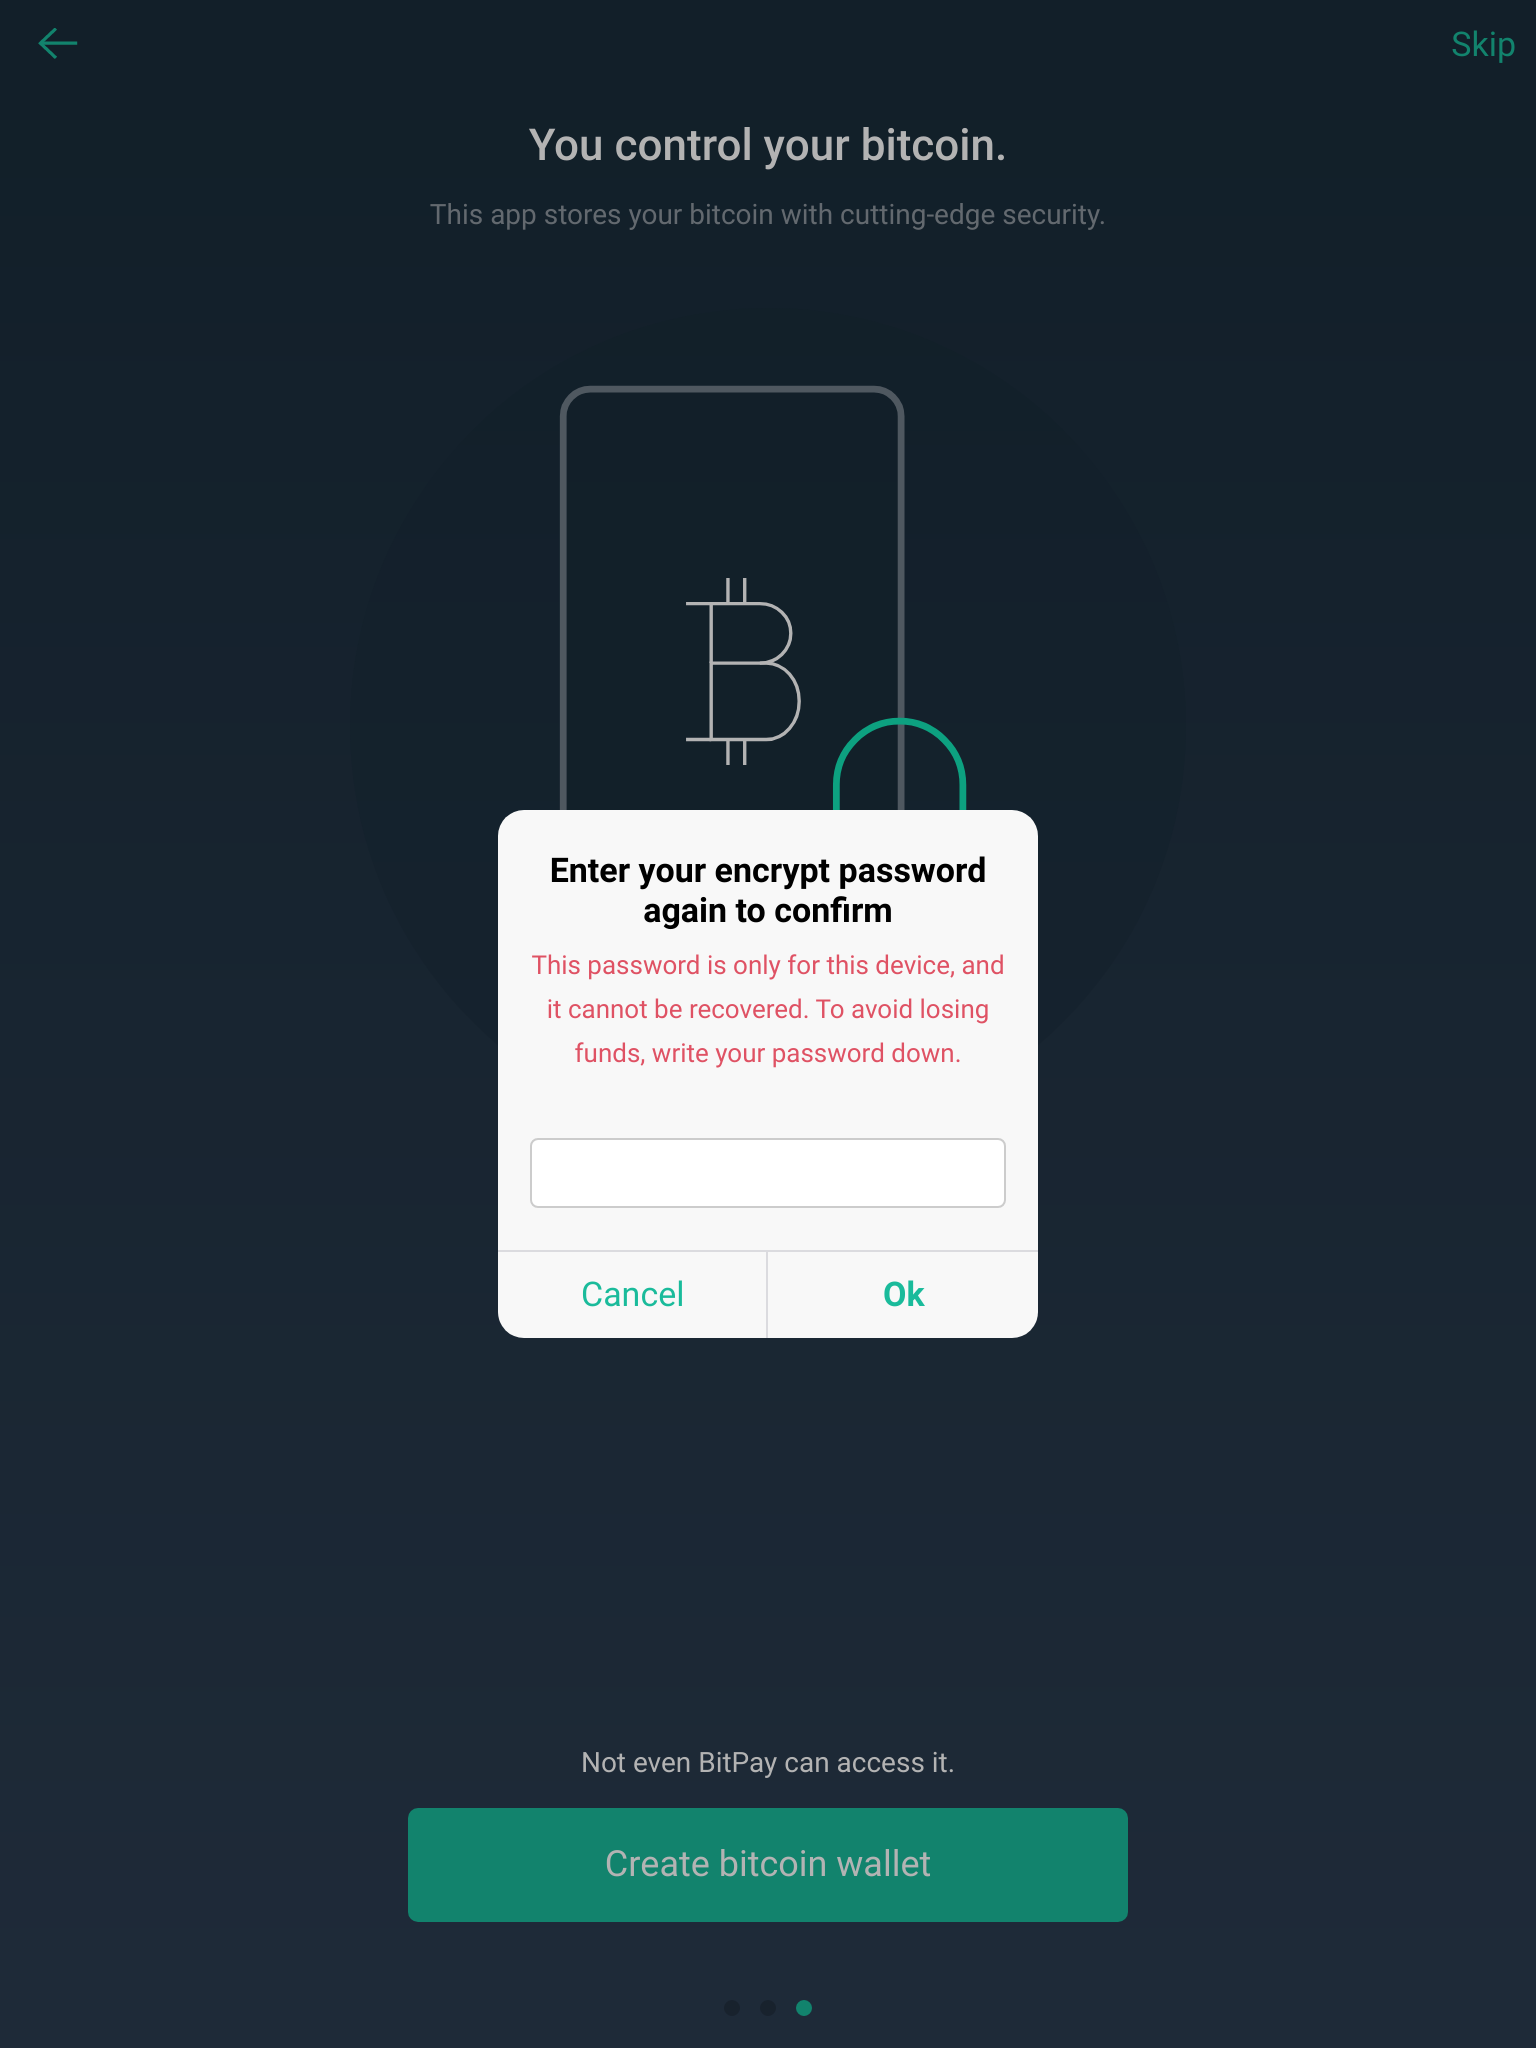 Skip
You control your bitcoin.
This app stores your bitcoin with cutting-edge security.
Enter your encrypt password
again to confirm
This password is only for this device, and
it cannot be recovered. To avoid losing
funds, write your password down.
Cancel
Ok
Not even BitPay can access it.
Create bitcoin wallet